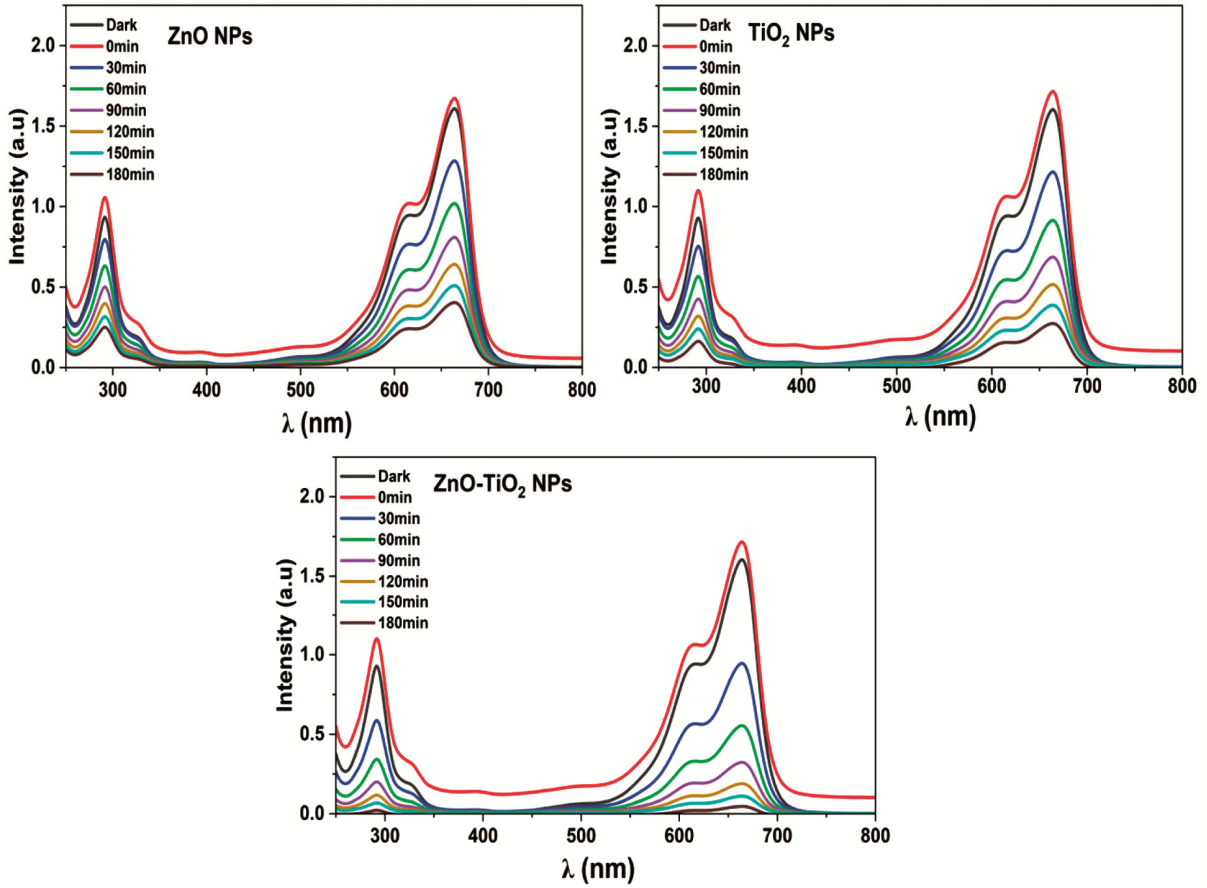 ZnO NPs
Dark
0min
30min
60min
90min
120min
150min
180min
Intensity (a.u)
2.0
1.5
1.0
0.5
0.0
300 400 500 600 700 800
λ (nm)
TiO₂ NPs
Dark
0min
30min
60min
90min
120min
150min
180min
Intensity (a.u)
2.0
1.5
1.0
0.5
0.0
300 400 500 600 700 800
λ (nm)
ZnO-TiO₂ NPs
Dark
0min
30min
60min
90min
120min
150min
180min
Intensity (a.u)
2.0
1.5
1.0
0.5
0.0
300 400 500 600 700 800
λ (nm)